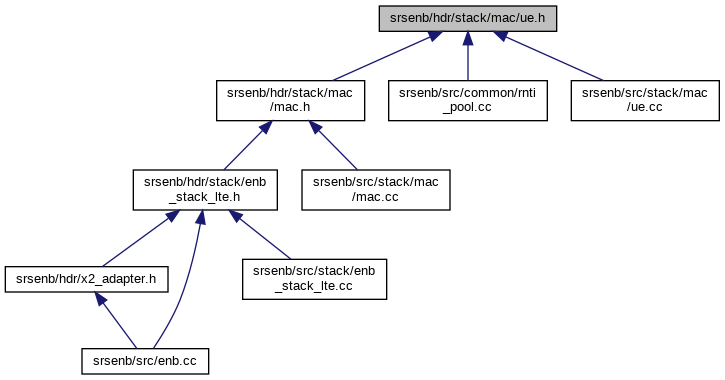 srsenb/hdr/stack/mac/ue.h
srsenb/hdr/stack/mac
/mac.h
srsenb/src/common/rnti
_pool.cc
srsenb/src/stack/mac
/ue.cc
srsenb/hdr/stack/enb
_stack_lte.h
srsenb/src/stack/mac
/mac.cc
srsenb/hdr/x2_adapter.h
srsenb/src/stack/enb
_stack_lte.cc
srsenb/src/enb.cc